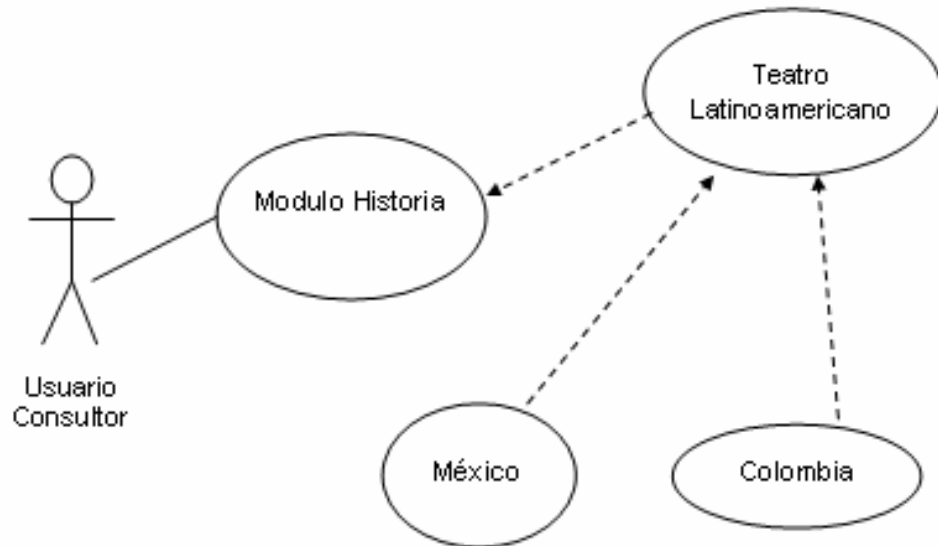 Teatro
Latinoamericano
Modulo Historia
Usuario
Consultor
México
Colombia